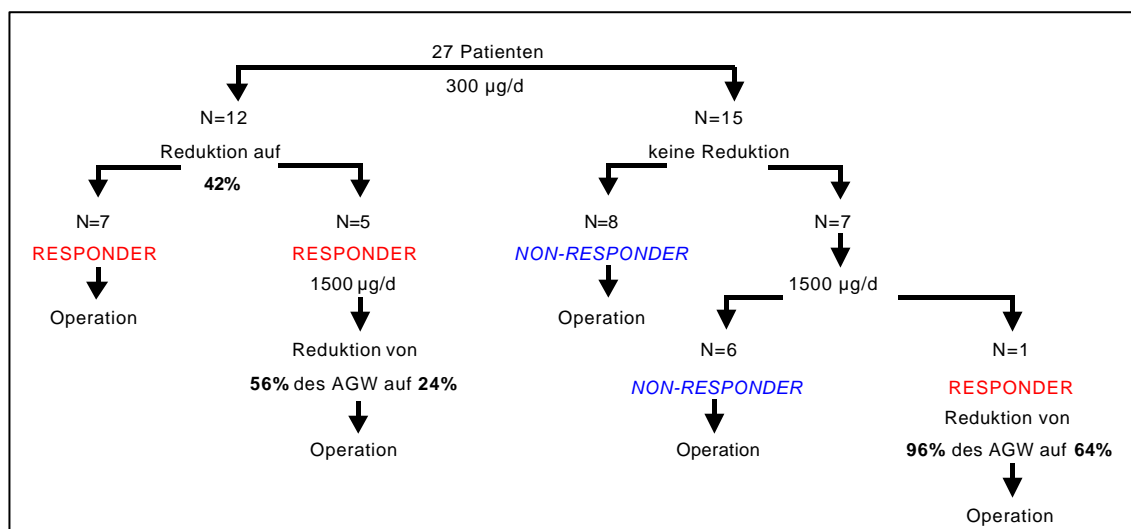 27 Patienten
300 µg/d
N=12
N=15
Reduktion auf
42%
keine Reduktion
N=7
N=5
N=8
N=7
RESPONDER
RESPONDER
NON-RESPONDER
1500 µg/d
1500 µg/d
Operation
Operation
Reduktion von
56% des AGW auf 24%
N=6
N=1
NON-RESPONDER
RESPONDER
Reduktion von
96% des AGW auf 64%
Operation
Operation
Operation